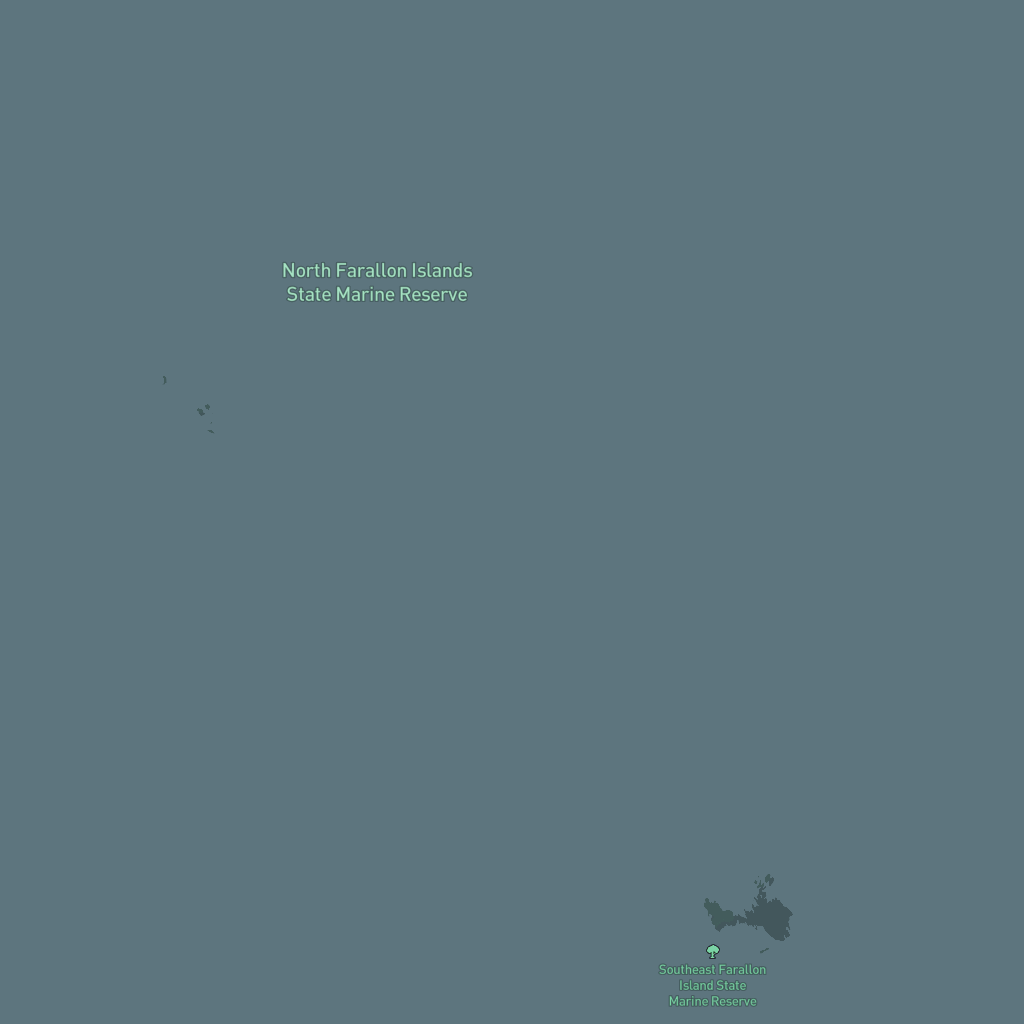 North Farallon Islands
State Marine Reserve
Southeast Farallon
Island State
Marine Reserve